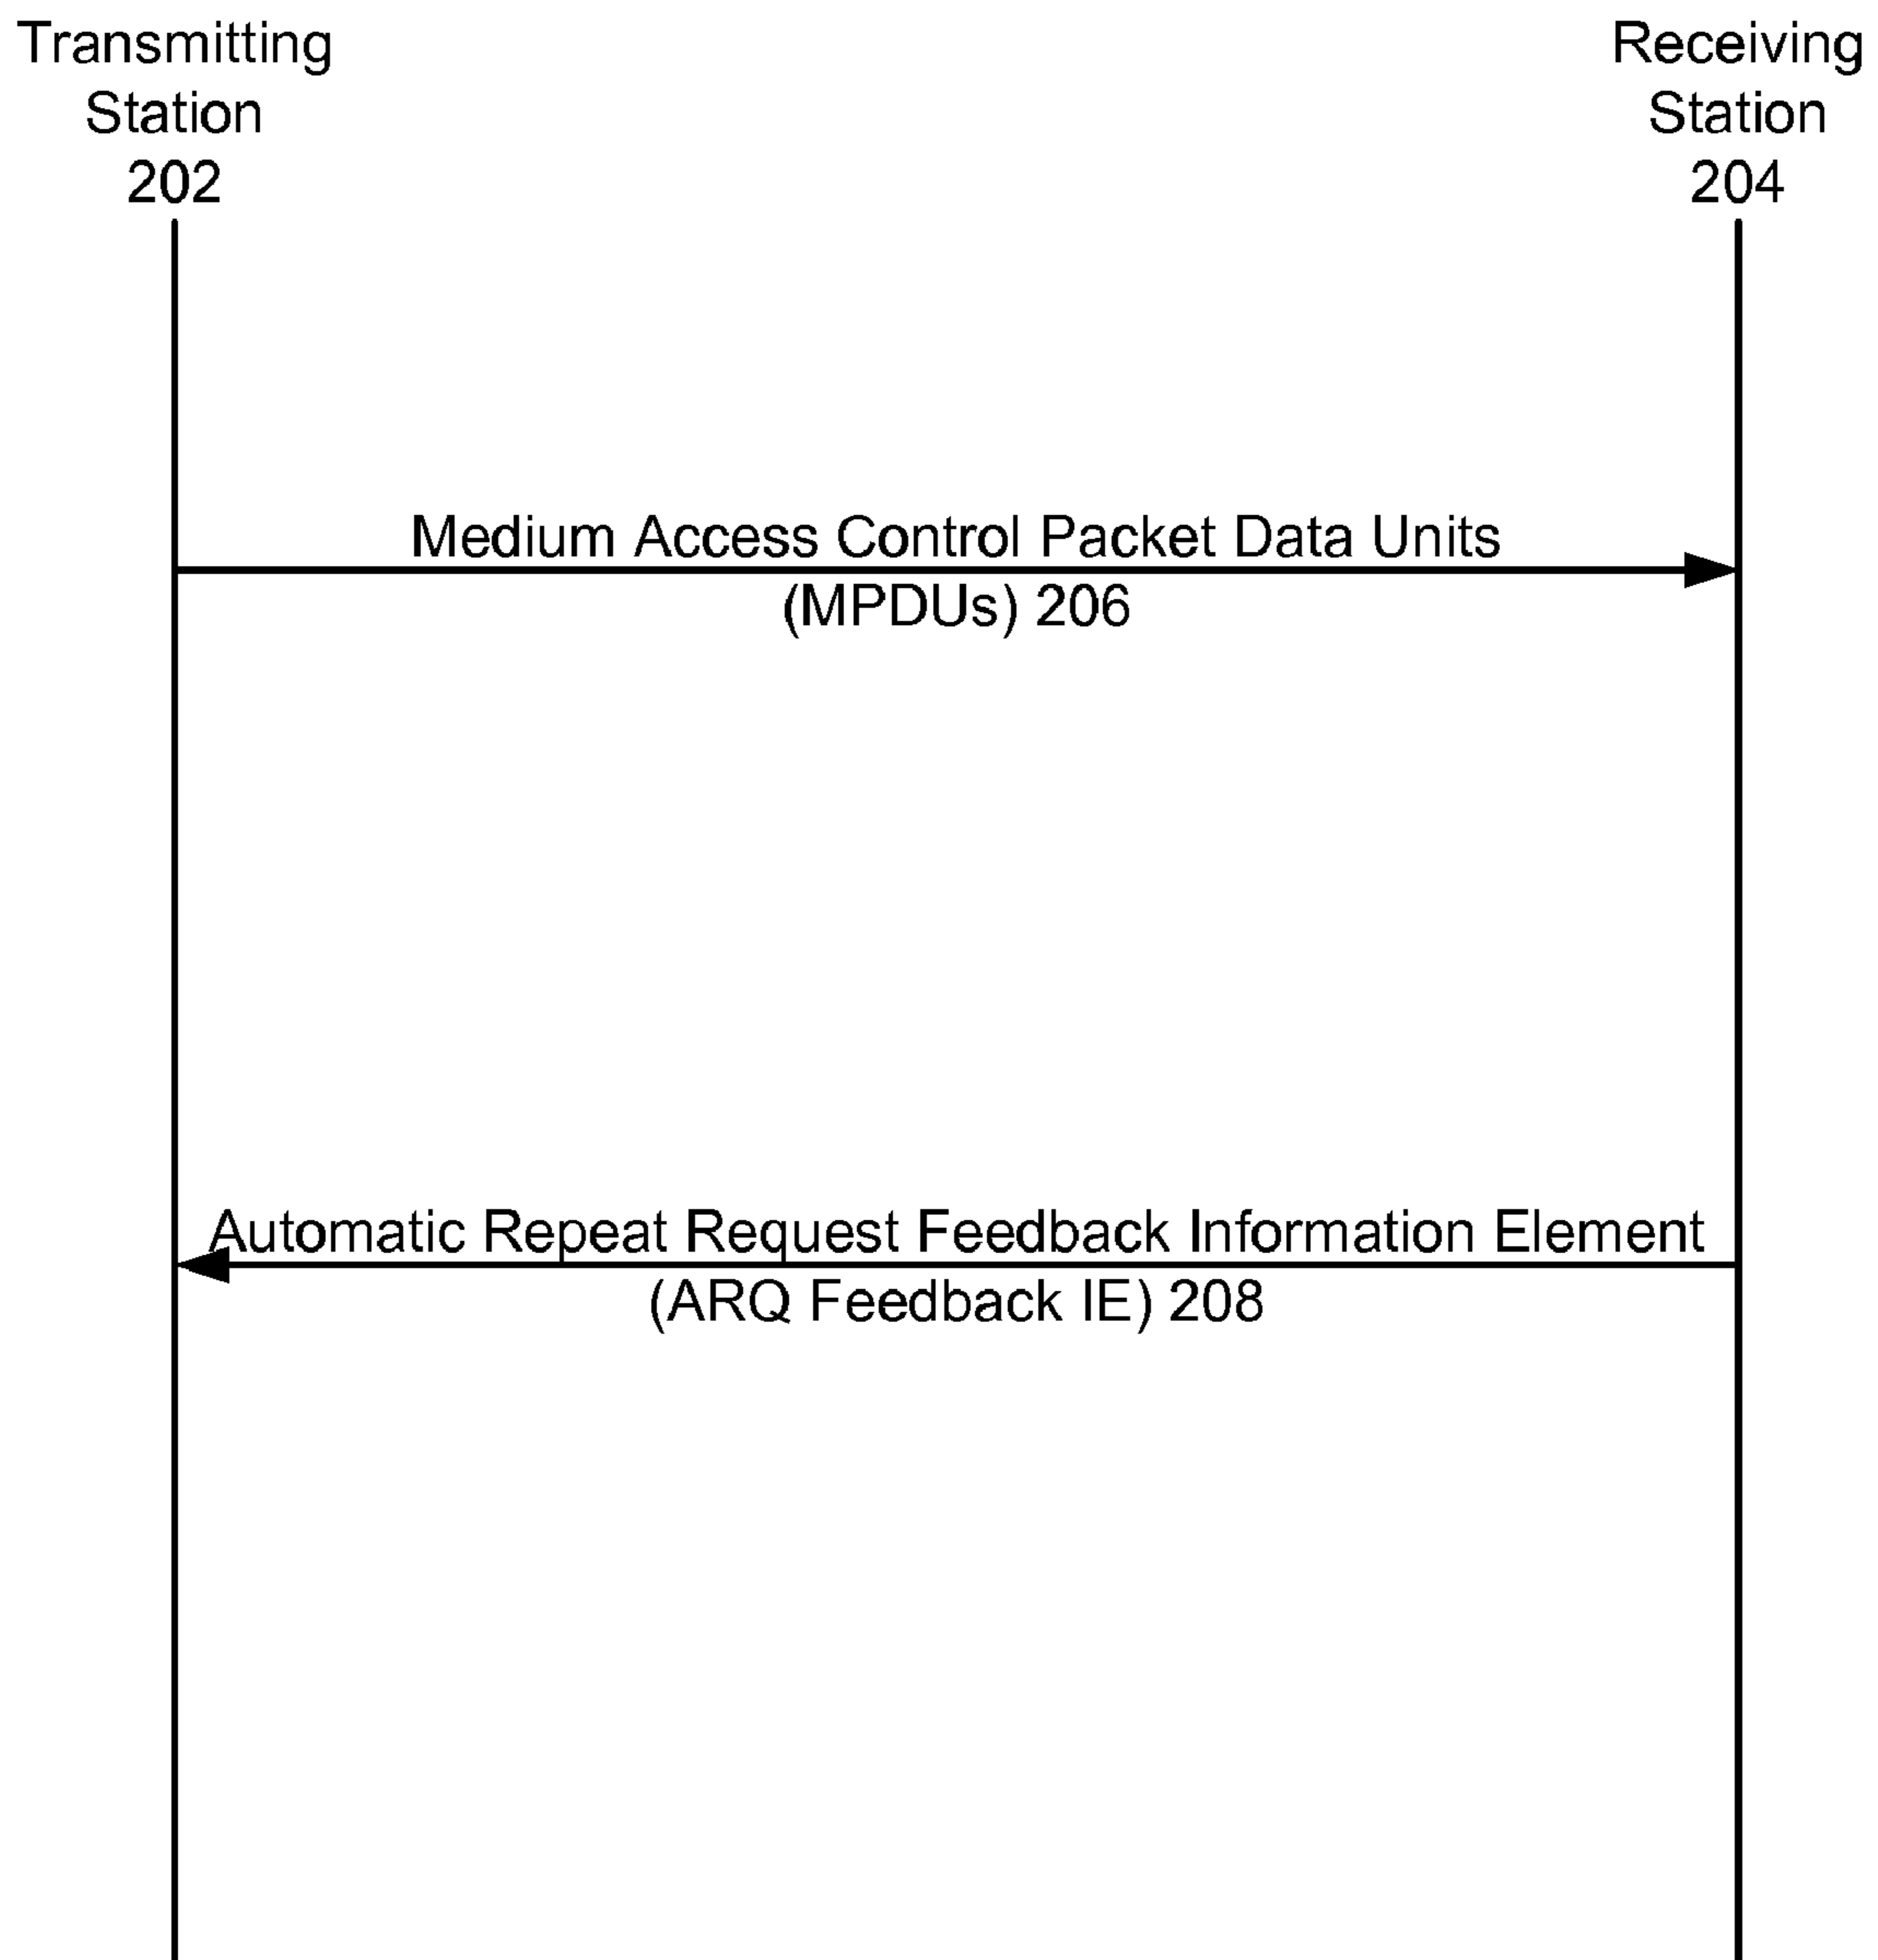 Transmitting
Station
202
Receiving
Station
204
Medium Access Control Packet Data Units
(MPDUs) 206
Automatic Repeat Request Feedback Information Element
(ARQ Feedback IE) 208